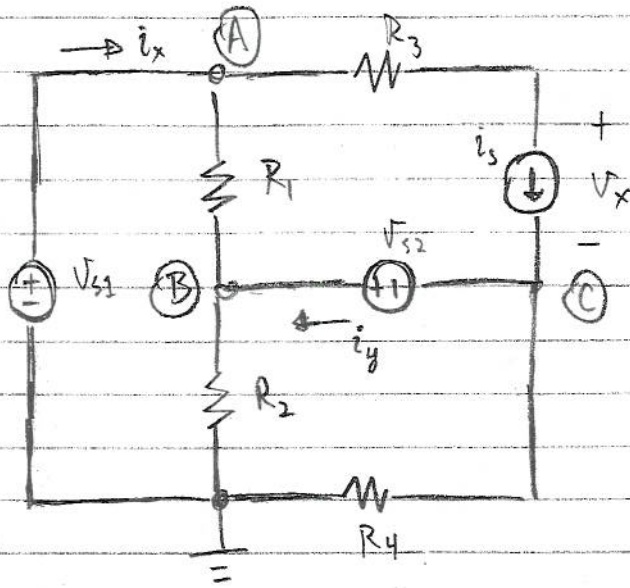 i_x
A
R_3
i_s
+
V_x
-
R_1
V_s2
V_s1
+
-
B
+ I
C
i_y
R_2
R_4